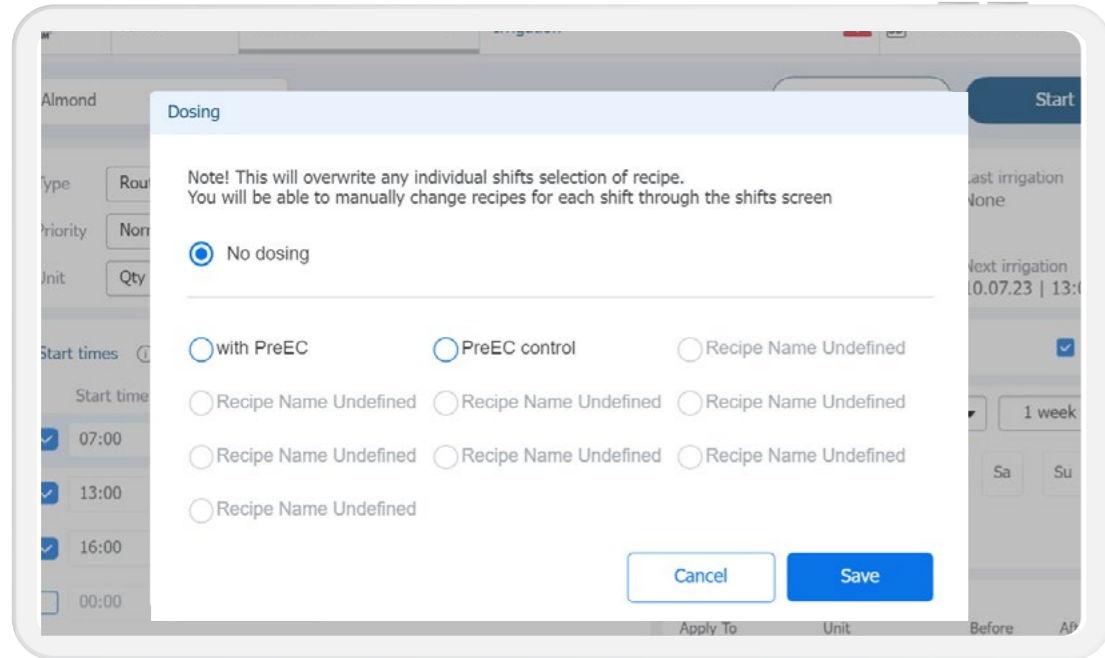 Almond
Start
Dosing
Note! This will overwrite any individual shifts selection of recipe.
You will be able to manually change recipes for each shift through the shifts screen
Type
Last irrigation
None
Priority
No dosing
Unit
Qty
Next irrigation
10.07.23 | 13:
Start times
with PreEC
PreEC control
Recipe Name Undefined
Start time
Recipe Name Undefined
Recipe Name Undefined
Recipe Name Undefined
1 week
07:00
Recipe Name Undefined
Recipe Name Undefined
Recipe Name Undefined
Sa
Su
13:00
Recipe Name Undefined
16:00
Cancel
Save
00:00
Apply To
Unit
Before